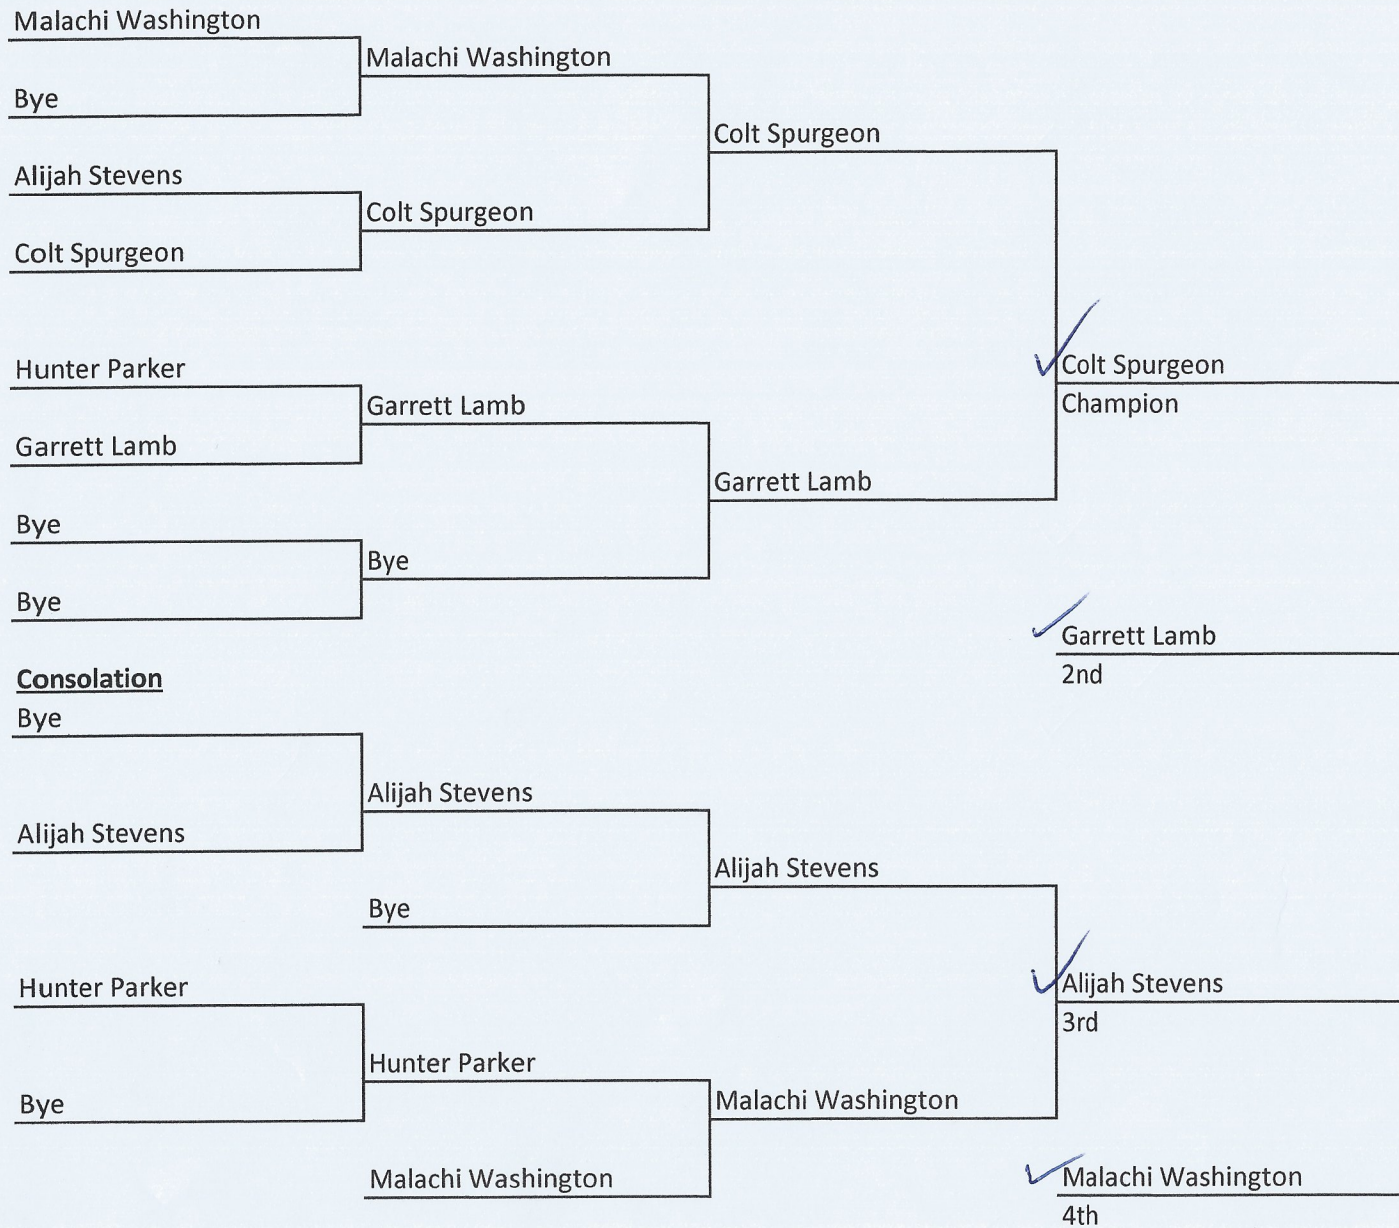 Malachi Washington
Malachi Washington
Bye
Colt Spurgeon
Alijah Stevens
Colt Spurgeon
Colt Spurgeon
Hunter Parker
Colt Spurgeon
Garrett Lamb
Champion
Garrett Lamb
Garrett Lamb
Bye
Bye
Bye
Garrett Lamb
2nd
Consolation
Bye
Alijah Stevens
Alijah Stevens
Alijah Stevens
Bye
Hunter Parker
Alijah Stevens
3rd
Hunter Parker
Bye
Malachi Washington
Malachi Washington
Malachi Washington
4th